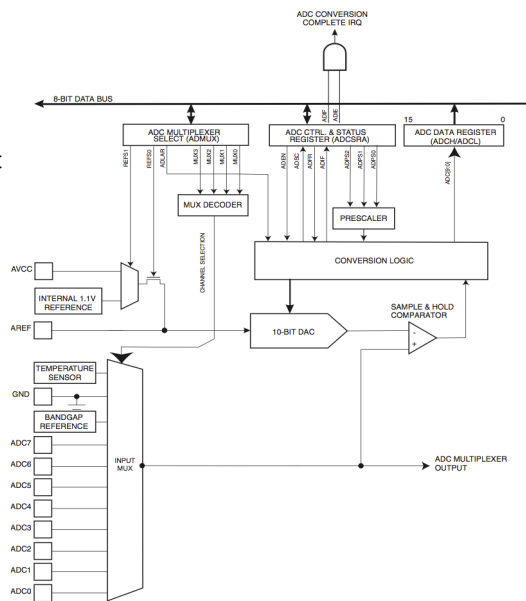 ADC CONVERSION
COMPLETE IRQ
8-BIT DATA BUS
ADIF
ADIE
15
0
ADC MULTIPLEXER
SELECT (ADMUX)
ADC CTRL. & STATUS
REGISTER (ADCSRA)
ADC DATA REGISTER
(ADCH/ADCL)
REFS1
REFS0
ADLAR
MUX3
MUX2
MUX1
MUX0
ADEN
ADSC
ADFR
ADIF
ADPS2
ADPS1
ADPS0
ADC[9:0]
MUX DECODER
PRESCALER
CHANNEL SELECTION
CONVERSION LOGIC
AVCC
INTERNAL 1.1V
REFERENCE
SAMPLE & HOLD
COMPARATOR
AREF
10-BIT DAC
-
+
TEMPERATURE
SENSOR
GND
BANDGAP
REFERENCE
ADC7
ADC6
ADC5
ADC4
ADC3
ADC2
ADC1
ADC0
INPUT
MUX
ADC MULTIPLEXER
OUTPUT